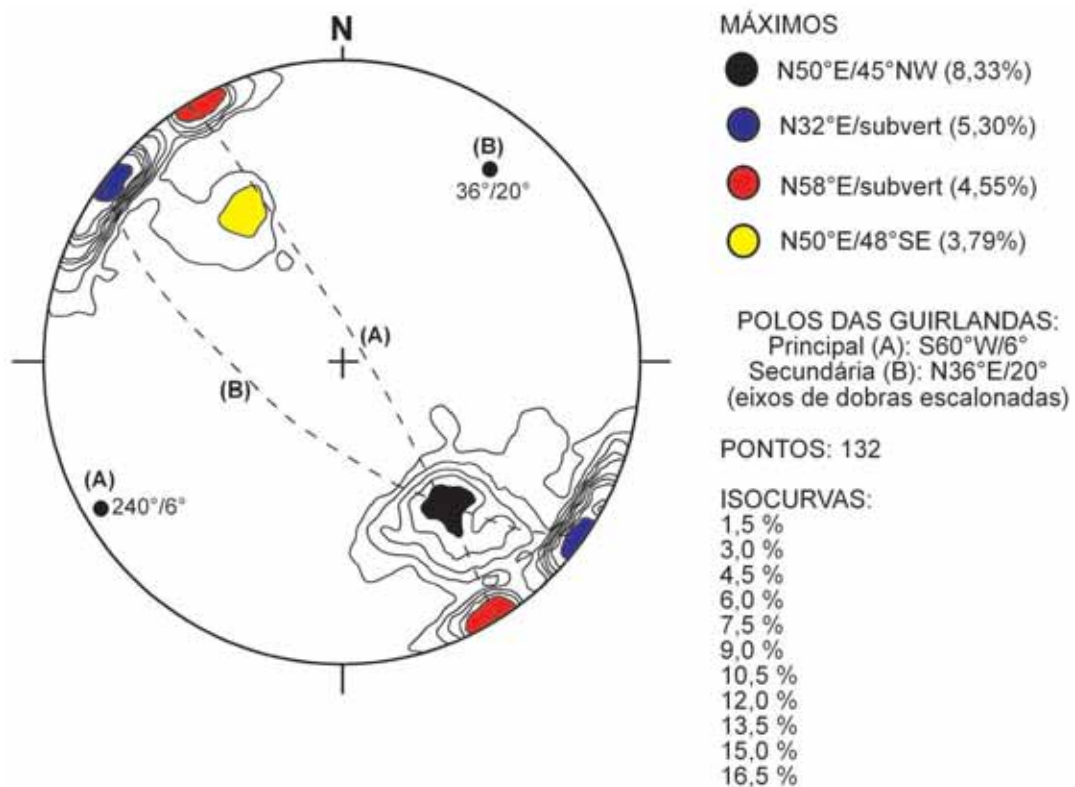 N
(B)
36°/20°
(A)
(B)
(A)
240°/6°
MÁXIMOS
N50°E/45°NW (8,33%)
N32°E/subvert (5,30%)
N58°E/subvert (4,55%)
N50°E/48°SE (3,79%)
POLOS DAS GUIRLANDAS:
Principal (A): S60°W/6°
Secundária (B): N36°E/20°
(eixos de dobras escalonadas)
PONTOS: 132
ISOCURVAS:
1,5 %
3,0 %
4,5 %
6,0 %
7,5 %
9,0 %
10,5 %
12,0 %
13,5 %
15,0 %
16,5 %